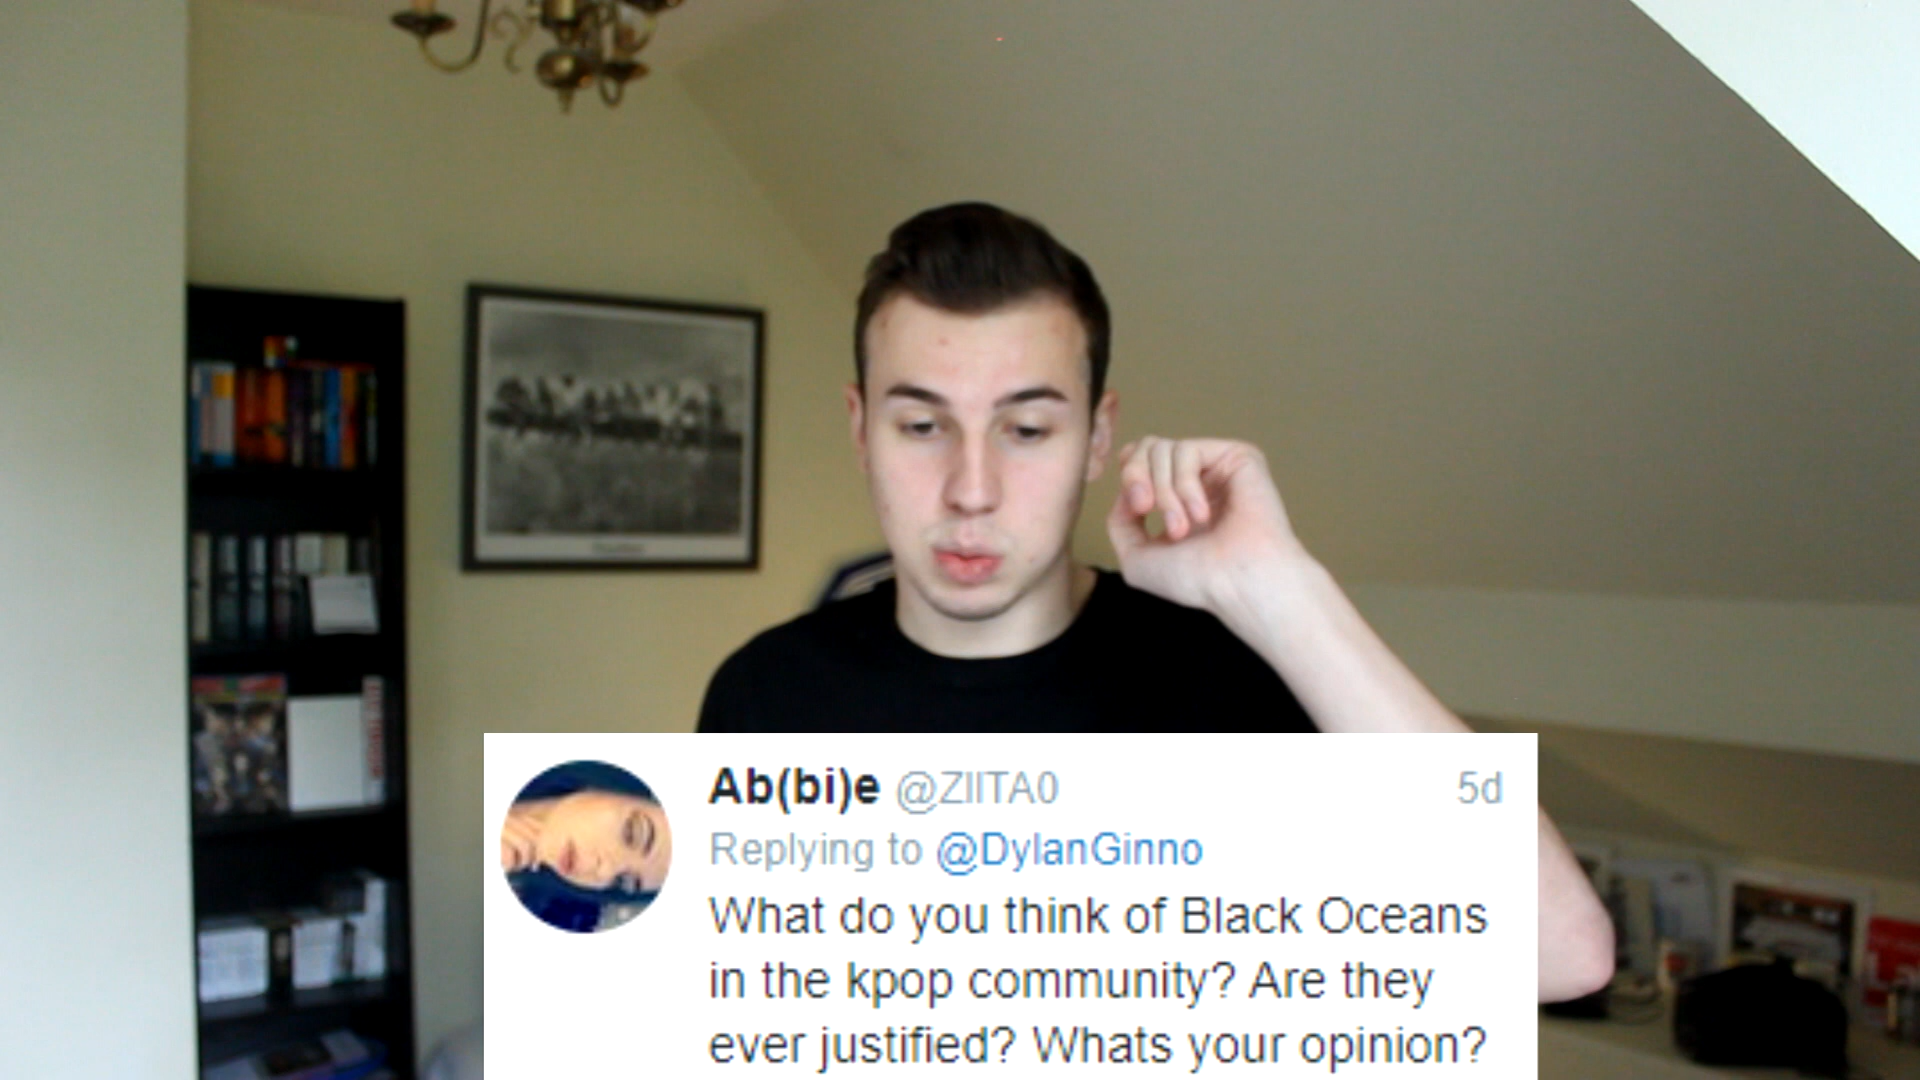 Ab(bi)e @ZIITA0 5d
Replying to @DylanGinno
What do you think of Black Oceans
in the kpop community? Are they
ever justified? Whats your opinion?